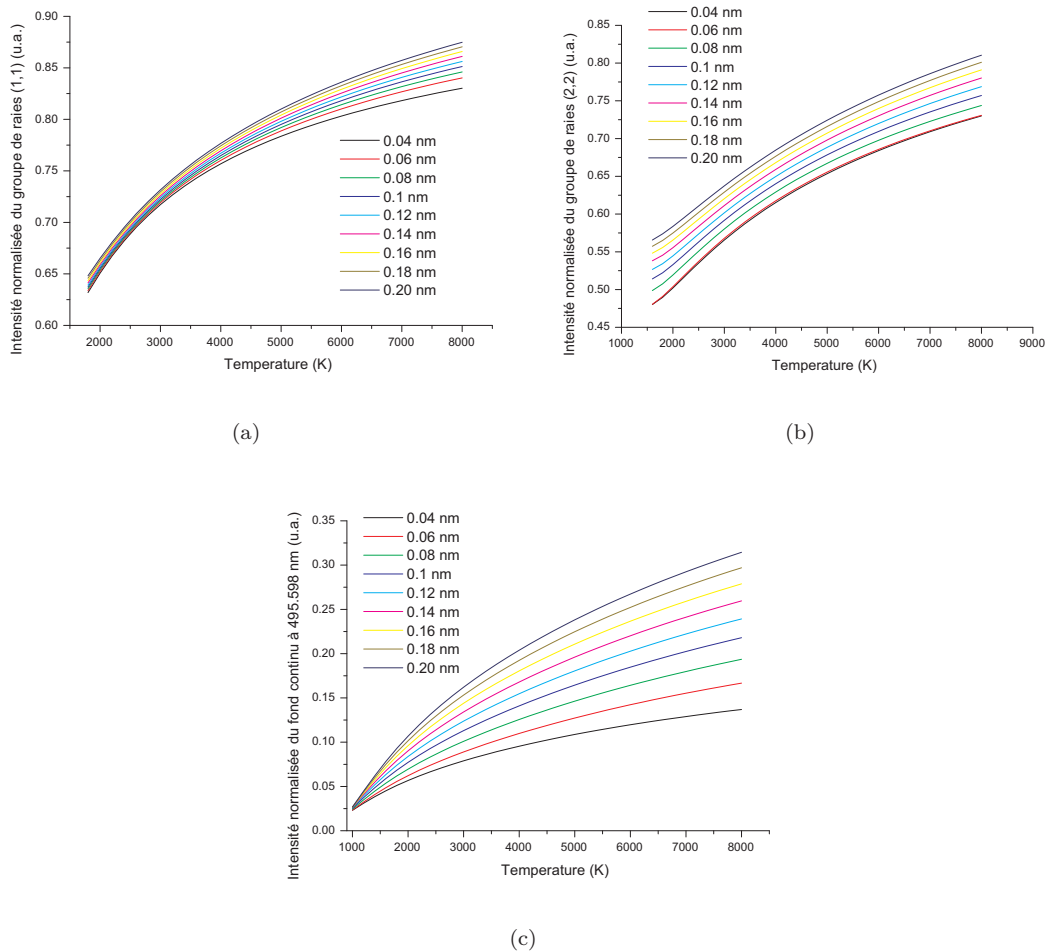 Intensité normalisée du groupe de raies (1,1) (u.a.)
0.90
0.85
0.80
0.75
0.70
0.65
0.60
0.04 nm
0.06 nm
0.08 nm
0.1 nm
0.12 nm
0.14 nm
0.16 nm
0.18 nm
0.20 nm
2000 3000 4000 5000 6000 7000 8000
Temperature (K)
(a)
Intensité normalisée du groupe de raies (2,2) (u.a.)
0.85
0.80
0.75
0.70
0.65
0.60
0.55
0.50
0.45
0.04 nm
0.06 nm
0.08 nm
0.1 nm
0.12 nm
0.14 nm
0.16 nm
0.18 nm
0.20 nm
1000 2000 3000 4000 5000 6000 7000 8000 9000
Temperature (K)
(b)
Intensité normalisée du fond continu à 495.598 nm (u.a.)
0.35
0.30
0.25
0.20
0.15
0.10
0.05
0.00
0.04 nm
0.06 nm
0.08 nm
0.1 nm
0.12 nm
0.14 nm
0.16 nm
0.18 nm
0.20 nm
1000 2000 3000 4000 5000 6000 7000 8000
Temperature (K)
(c)